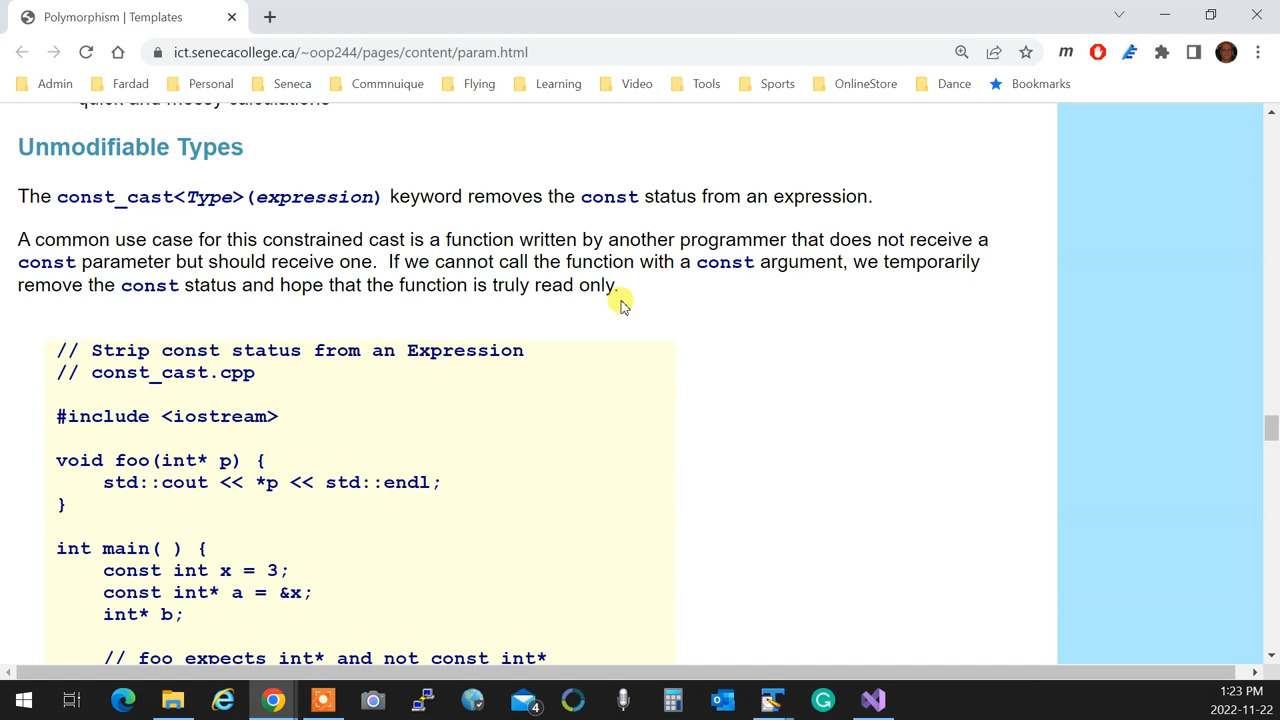 Polymorphism | Templates
ict.senecacollege.ca/~oop244/pages/content/param.html
m
Admin Fardad Personal Seneca Commnuique Flying Learning Video Tools Sports OnlineStore Dance Bookmarks
quick and messy calculations
Unmodifiable Types
The const_cast<Type>(expression) keyword removes the const status from an expression.
A common use case for this constrained cast is a function written by another programmer that does not receive a
const parameter but should receive one. If we cannot call the function with a const argument, we temporarily
remove the const status and hope that the function is truly read only.
// Strip const status from an Expression
// const_cast.cpp
#include <iostream>
void foo(int* p) {
std::cout << *p << std::endl;
}
int main( ) {
const int x = 3;
const int* a = &x;
int* b;
// foo expects int* and not const int*
4
1:23 PM
2022-11-22